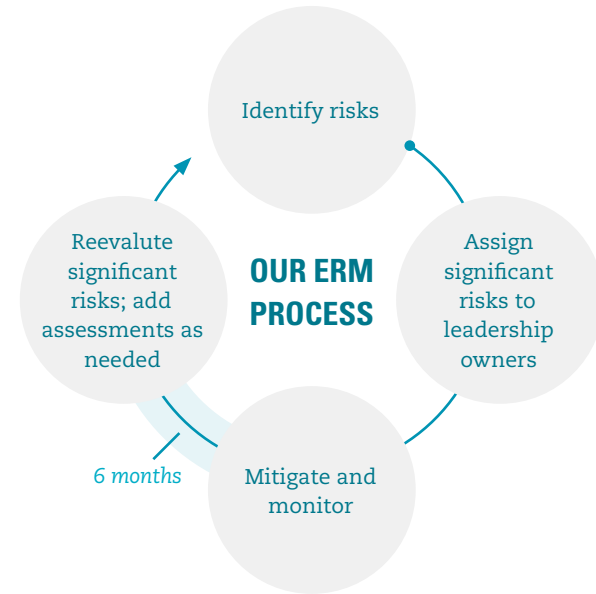 Identify risks
Assign
significant
risks to
leadership
owners
OUR ERM
PROCESS
Reevalute
significant
risks; add
assessments as
needed
6 months
Mitigate and
monitor